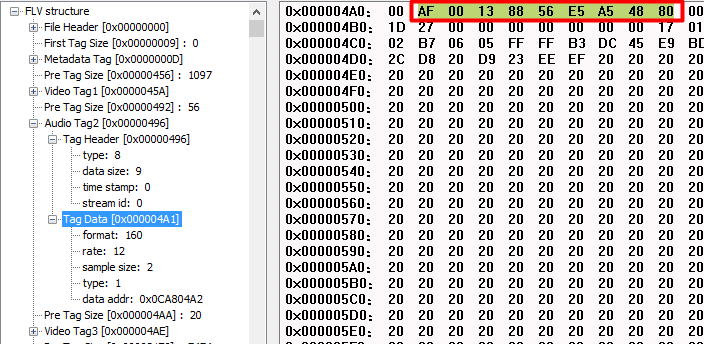 FLV structure
File Header [0x00000000]
First Tag Size [0x00000009] : 0
Metadata Tag [0x0000000D]
Pre Tag Size [0x00000456] : 1097
Video Tag1 [0x0000045A]
Pre Tag Size [0x00000492] : 56
Audio Tag2 [0x00000496]
Tag Header [0x00000496]
type: 8
data size: 9
time stamp: 0
stream id: 0
Tag Data [0x000004A1]
format: 160
rate: 12
sample size: 2
type: 1
data addr: 0x0CA804A2
Pre Tag Size [0x000004AA] : 20
Video Tag3 [0x000004AE]
0x000004A0: 00 AF 00 13 88 56 E5 A5 48 80 00
0x000004B0: 1D 27 00 00 00 00 00 00 00 17 01
0x000004C0: 02 B7 06 05 FF FF B3 DC 45 E9 BD
0x000004D0: 2C D8 20 D9 23 EE EF 20 20 20 20
0x000004E0: 20 20 20 20 20 20 20 20 20 20 20
0x000004F0: 20 20 20 20 20 20 20 20 20 20 20
0x00000500: 20 20 20 20 20 20 20 20 20 20 20
0x00000510: 20 20 20 20 20 20 20 20 20 20 20
0x00000520: 20 20 20 20 20 20 20 20 20 20 20
0x00000530: 20 20 20 20 20 20 20 20 20 20 20
0x00000540: 20 20 20 20 20 20 20 20 20 20 20
0x00000550: 20 20 20 20 20 20 20 20 20 20 20
0x00000560: 20 20 20 20 20 20 20 20 20 20 20
0x00000570: 20 20 20 20 20 20 20 20 20 20 20
0x00000580: 20 20 20 20 20 20 20 20 20 20 20
0x00000590: 20 20 20 20 20 20 20 20 20 20 20
0x000005A0: 20 20 20 20 20 20 20 20 20 20 20
0x000005B0: 20 20 20 20 20 20 20 20 20 20 20
0x000005C0: 20 20 20 20 20 20 20 20 20 20 20
0x000005D0: 20 20 20 20 20 20 20 20 20 20 20
0x000005E0: 20 20 20 20 20 20 20 20 20 20 20